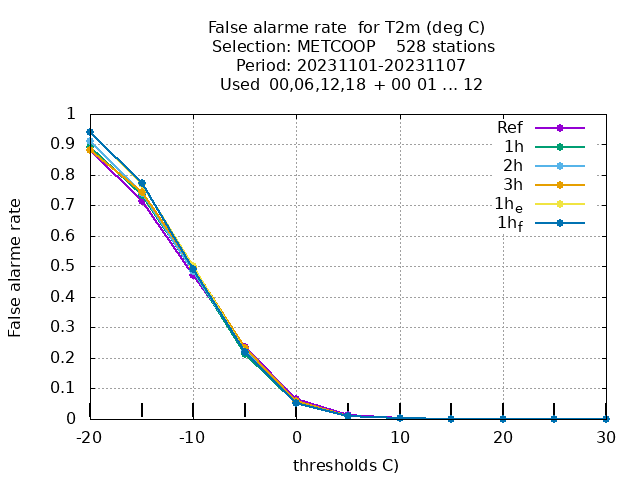 False alarme rate  for T2m (deg C)
Selection: METCOOP    528 stations
Period: 20231101-20231107
Used  00,06,12,18  + 00 01 ... 12
False alarme rate
1
0.9
0.8
0.7
0.6
0.5
0.4
0.3
0.2
0.1
0
Ref
1h
2h
3h
1he
1hf
-20 -10 0 10 20 30
thresholds C)